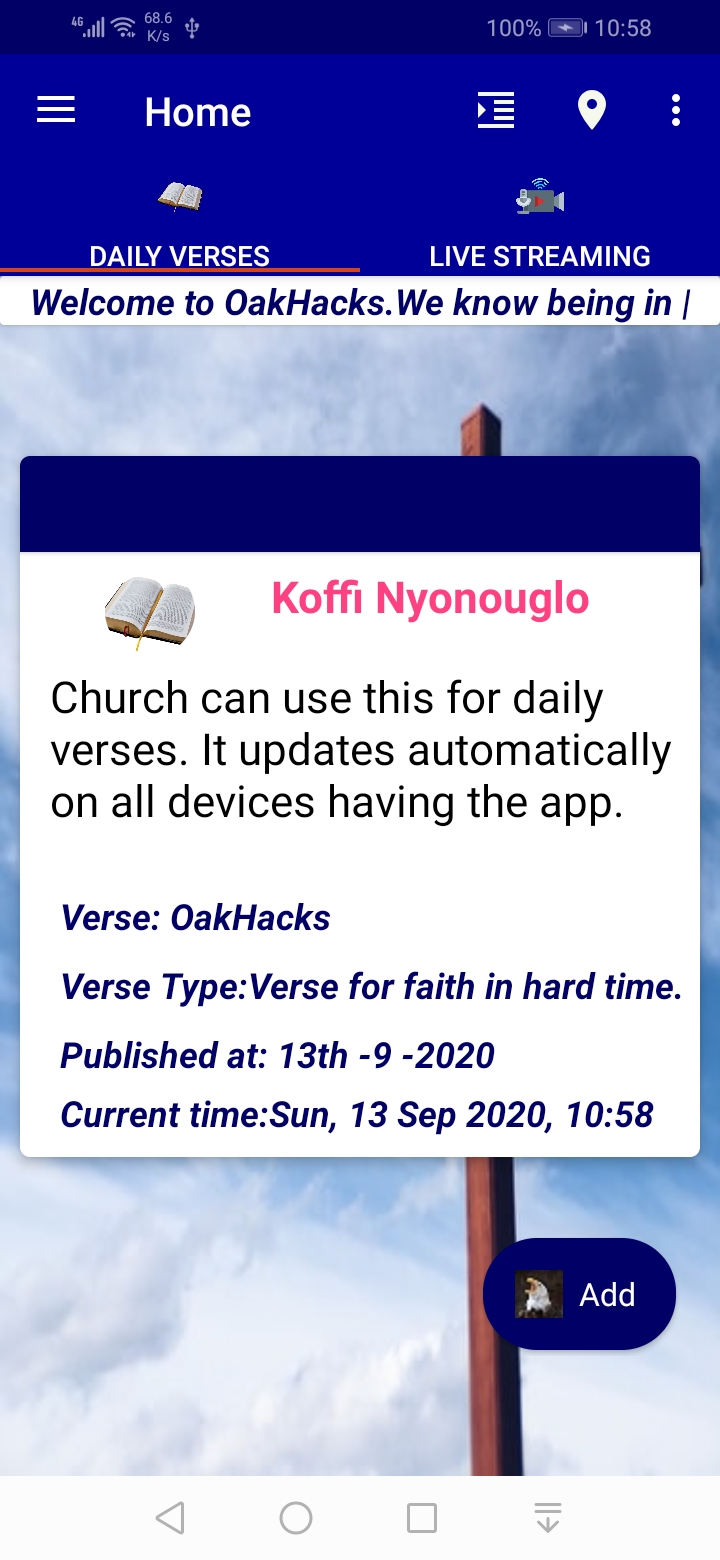 4G 68.6 K/s 100% 10:58
Home
DAILY VERSES LIVE STREAMING
Welcome to OakHacks.We know being in |
Koffi Nyonouglo
Church can use this for daily
verses. It updates automatically
on all devices having the app.
Verse: OakHacks
Verse Type:Verse for faith in hard time.
Published at: 13th -9 -2020
Current time:Sun, 13 Sep 2020, 10:58
Add